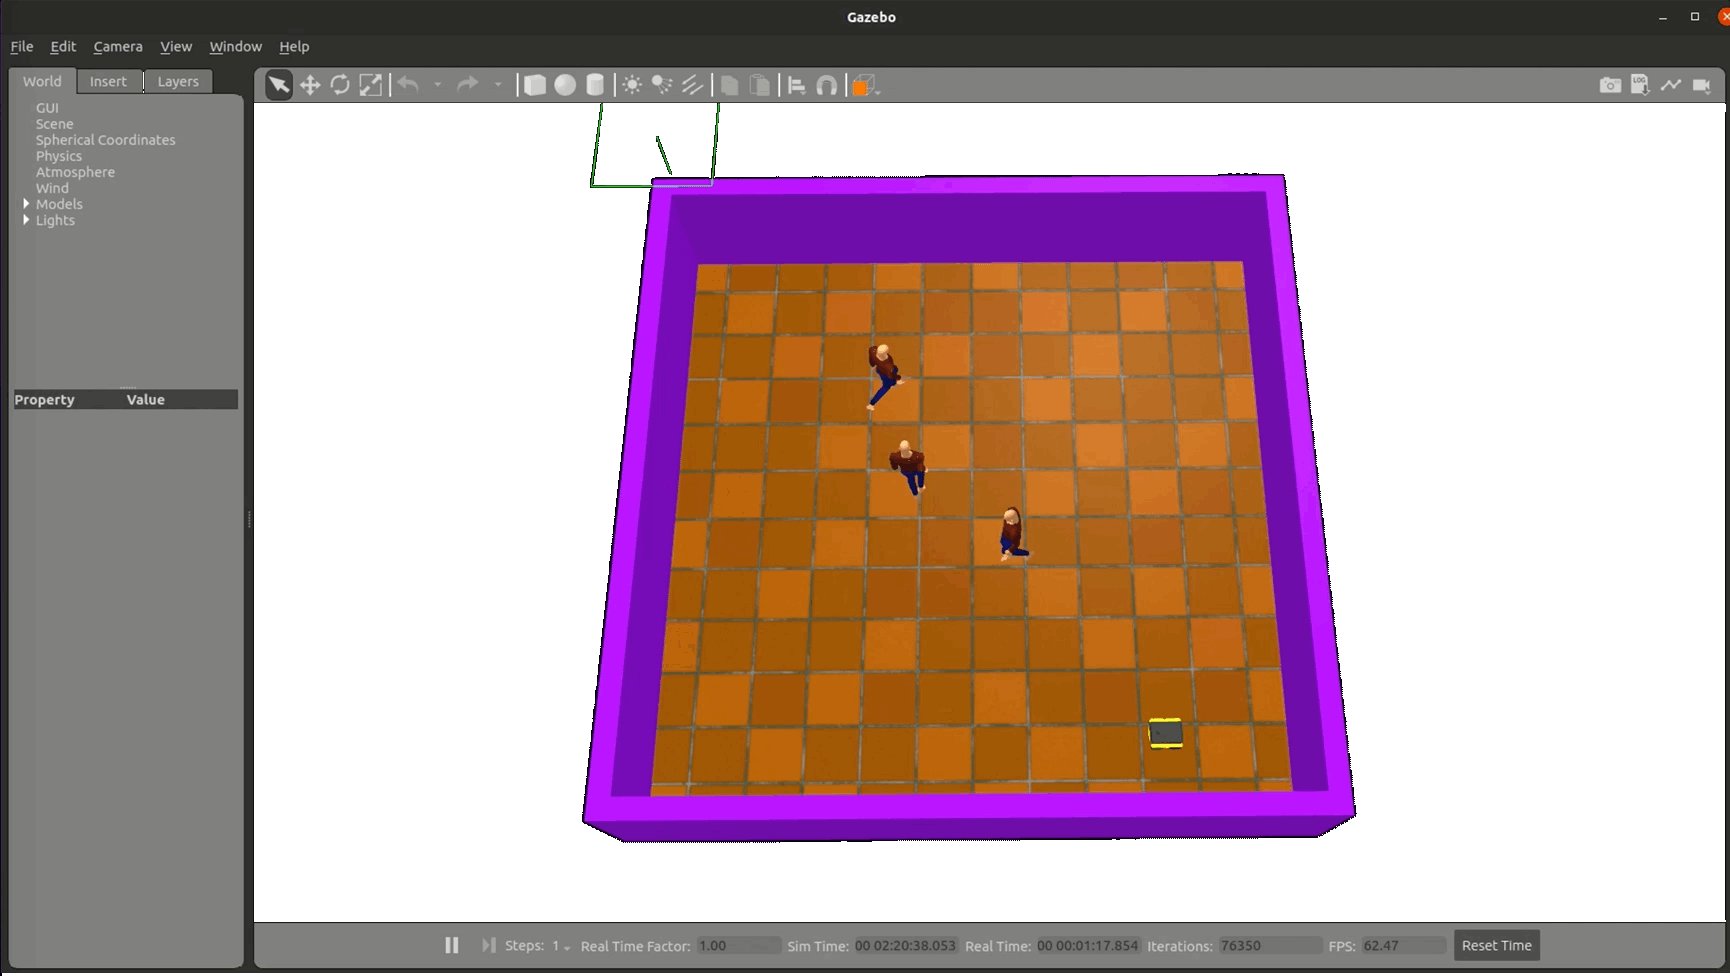 Gazebo
File Edit Camera View Window Help
World Insert Layers
GUI
Scene
Spherical Coordinates
Physics
Atmosphere
Wind
Models
Lights
Property Value
LOG
Steps: 1 Real Time Factor: 1.00 Sim Time: 00 02:20:38.053 Real Time: 00 00:01:17.854 Iterations: 76350 FPS: 62.47 Reset Time